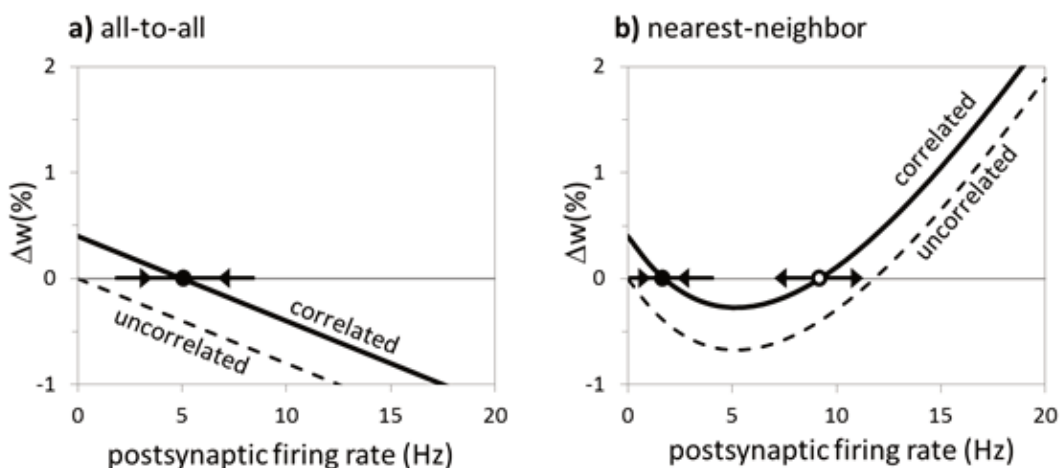 a) all-to-all
2
1
0
-1
Δw(%)
correlated
uncorrelated
0 5 10 15 20
postsynaptic firing rate (Hz)
b) nearest-neighbor
2
1
0
-1
Δw(%)
correlated
uncorrelated
0 5 10 15 20
postsynaptic firing rate (Hz)